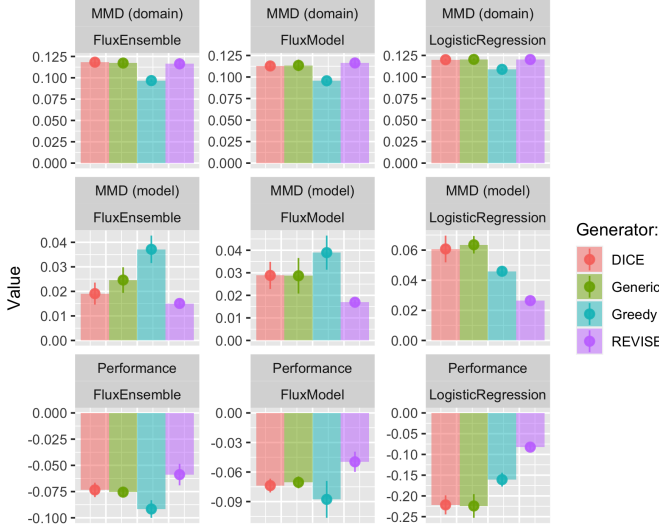 MMD (domain) MMD (domain) MMD (domain)
FluxEnsemble FluxModel LogisticRegression
0.125 0.125 0.125
0.100 0.100 0.100
0.075 0.075 0.075
0.050 0.050 0.050
0.025 0.025 0.025
0.000 0.000 0.000
MMD (model) MMD (model) MMD (model)
FluxEnsemble FluxModel LogisticRegression
0.04 0.04 0.06
0.03 0.03 0.04
0.02 0.02 0.02
0.01 0.01 0.00
0.00 0.00
Value
Performance Performance Performance
FluxEnsemble FluxModel LogisticRegression
0.000 0.00 0.00
-0.025 -0.03 -0.05
-0.050 -0.06 -0.10
-0.075 -0.09 -0.15
-0.100 -0.20
-0.25
Generator:
DICE
Generic
Greedy
REVISE